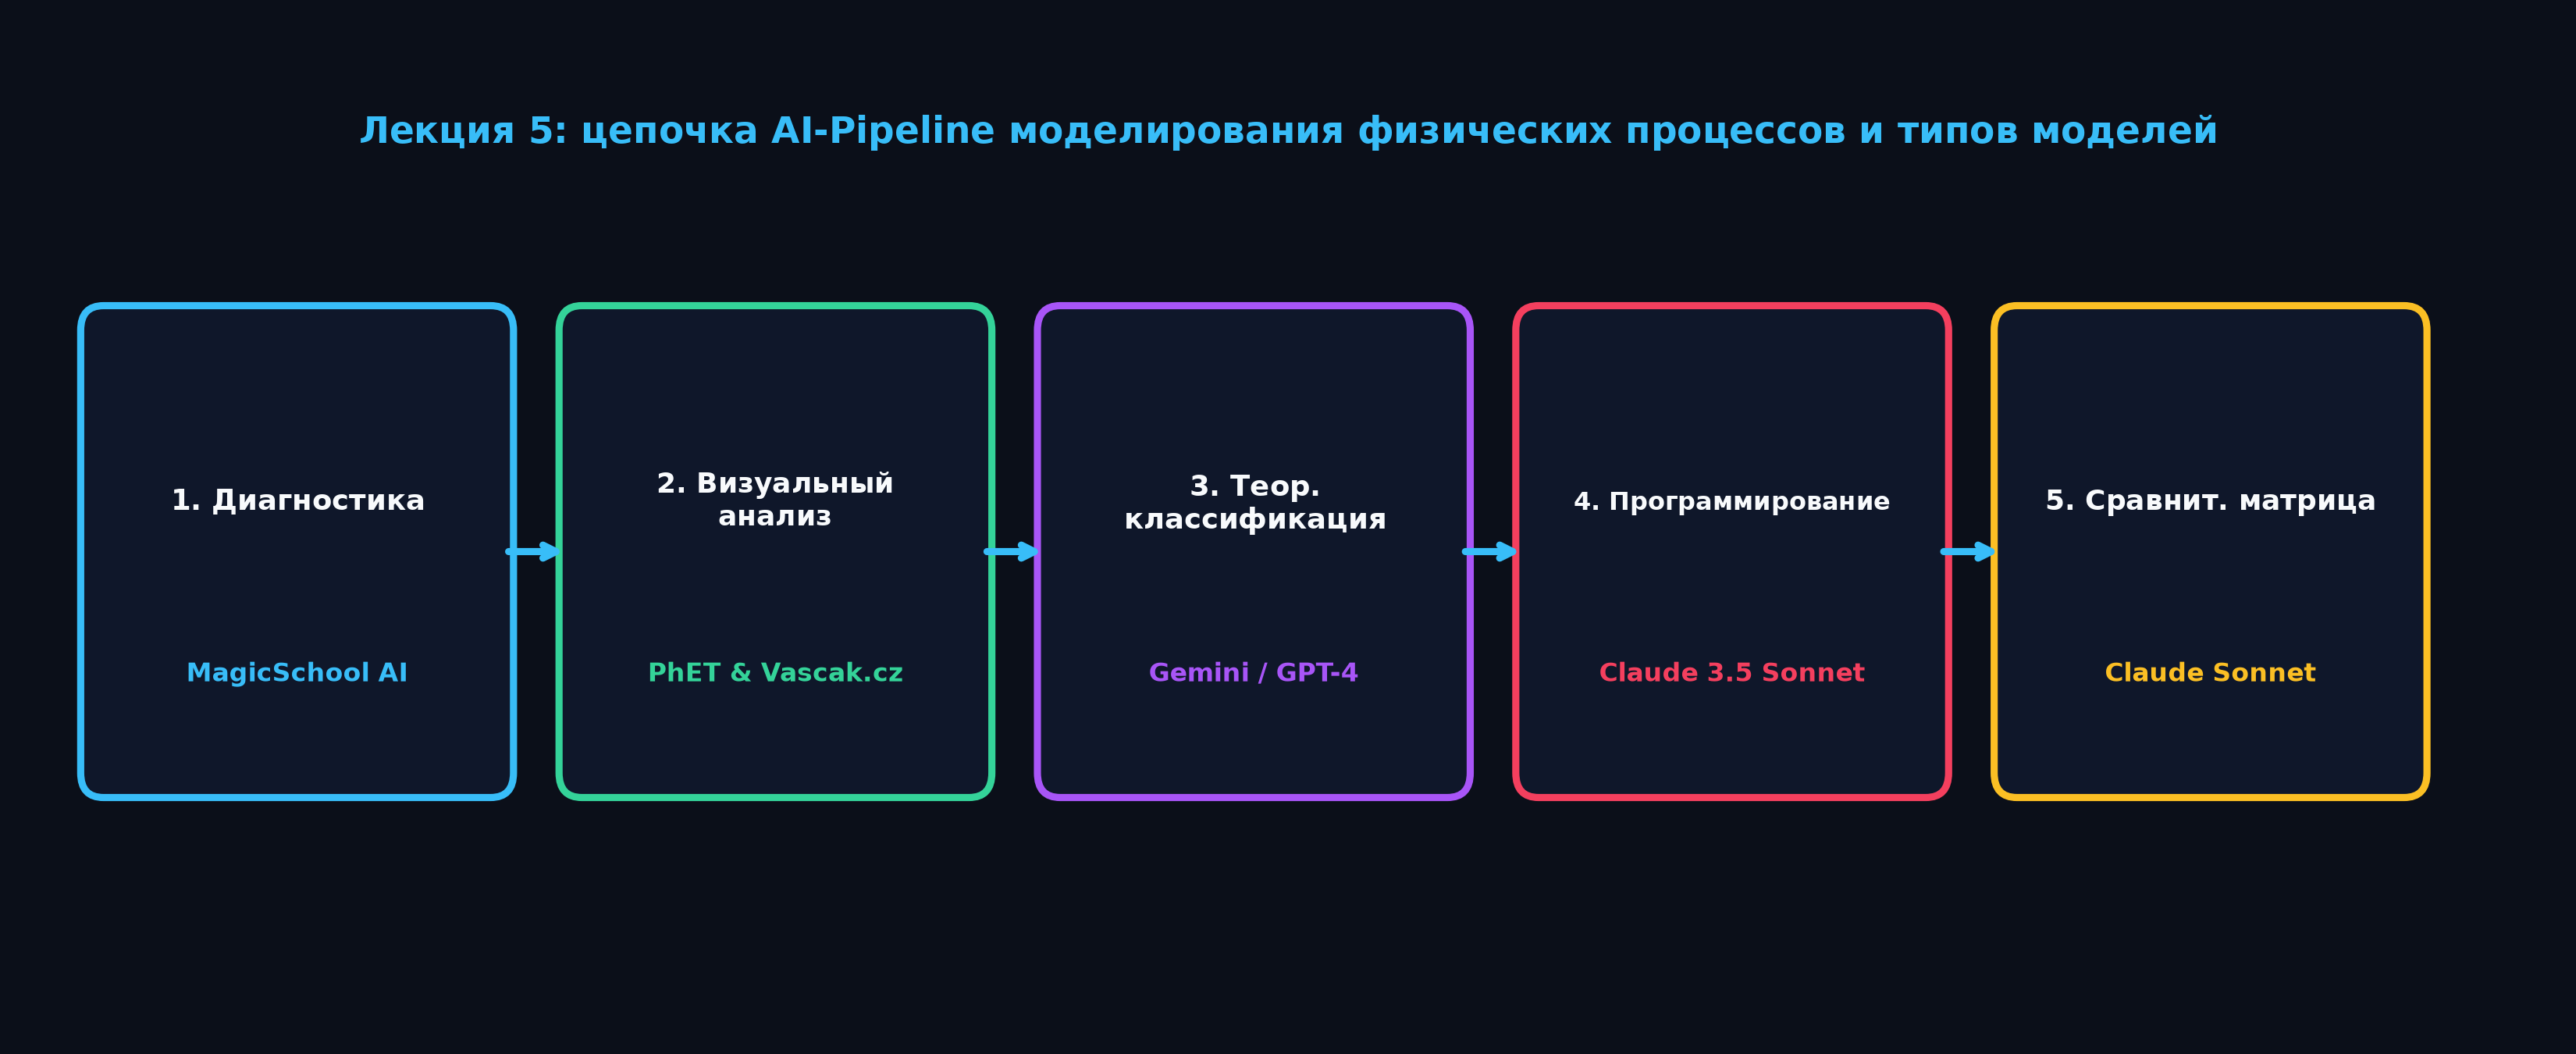 Лекция 5: цепочка AI-Pipeline моделирования физических процессов и типов моделей
1. Диагностика
MagicSchool AI
2. Визуальный
анализ
PhET & Vascak.cz
3. Теор.
классификация
Gemini / GPT-4
4. Программирование
Claude 3.5 Sonnet
5. Сравнит. матрица
Claude Sonnet